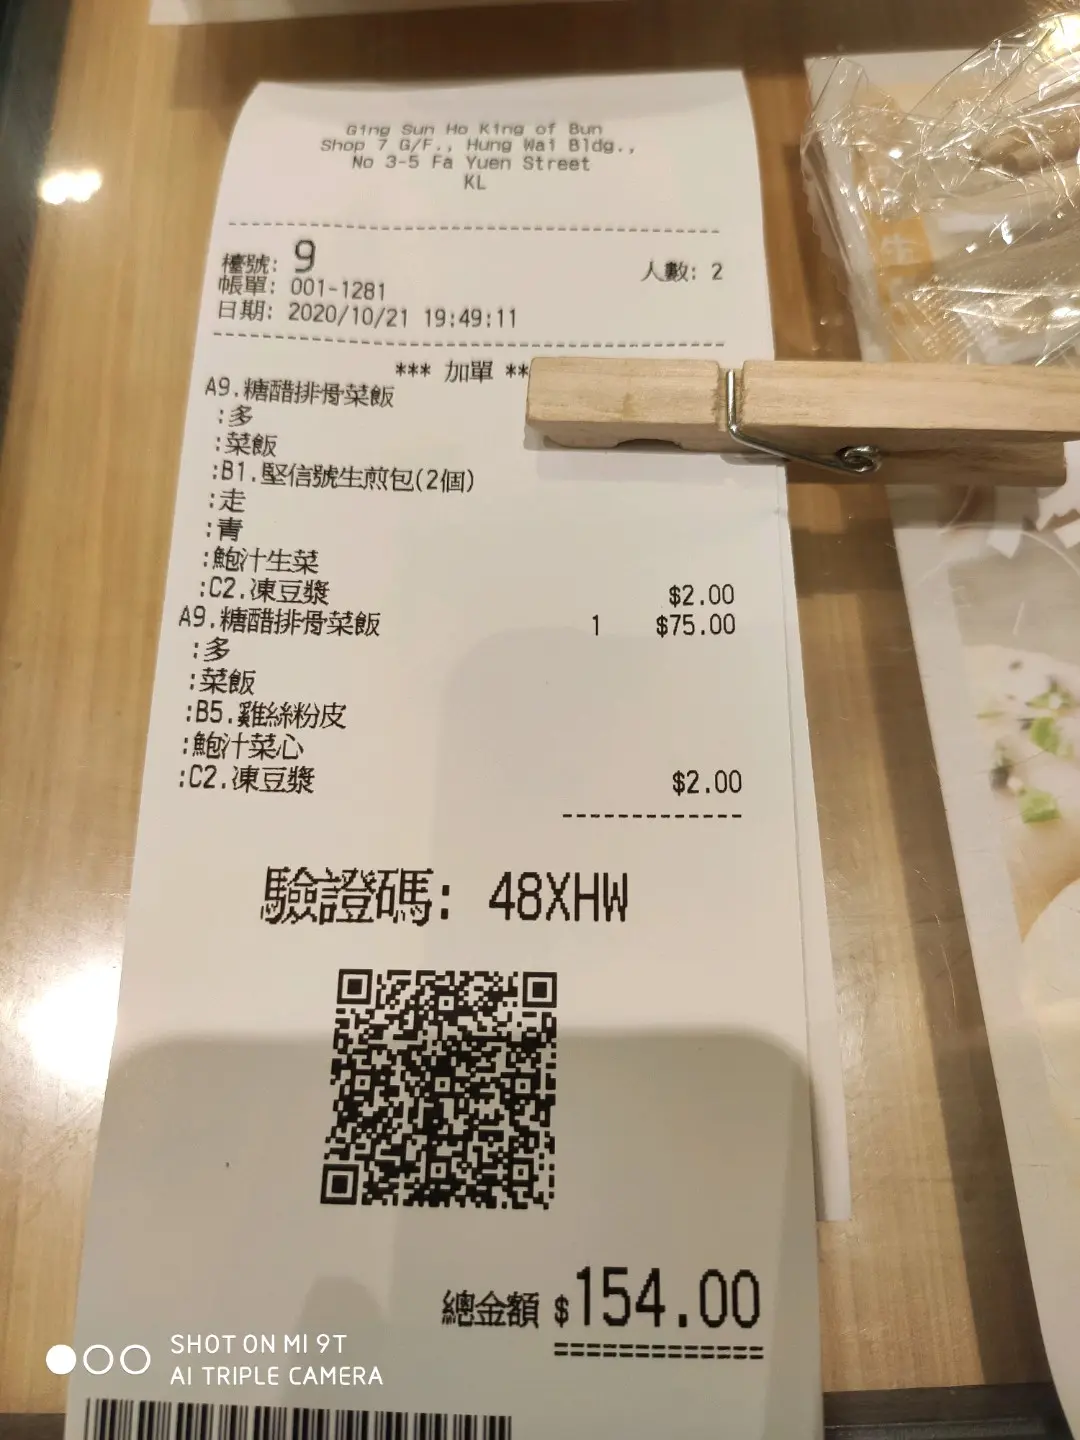 Ging Sun Ho King of Bun
Shop 7 G/F., Hung Wai Bldg.,
No 3-5 Fa Yuen Street
KL
檯號: 9 人數: 2
帳單: 001-1281
日期: 2020/10/21 19:49:11
*** 加單 **
A9.糖醋排骨菜飯
:多
:菜飯
:B1.堅信號生煎包(2個)
:走
:青
:鮑汁生菜
:C2.凍豆漿 $2.00
A9.糖醋排骨菜飯 1 $75.00
:多
:菜飯
:B5.雞絲粉皮
:鮑汁菜心
:C2.凍豆漿 $2.00
驗證碼: 48XHW
總金額 $154.00
SHOT ON MI 9T
AI TRIPLE CAMERA